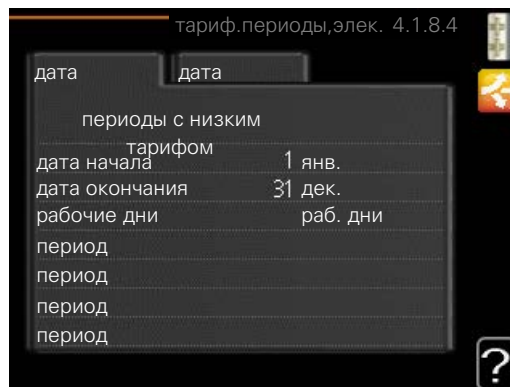 тариф.периоды,элек. 4.1.8.4
дата дата
периоды с низким
тарифом
дата начала 1 янв.
дата окончания 31 дек.
рабочие дни раб. дни
период
период
период
период
?